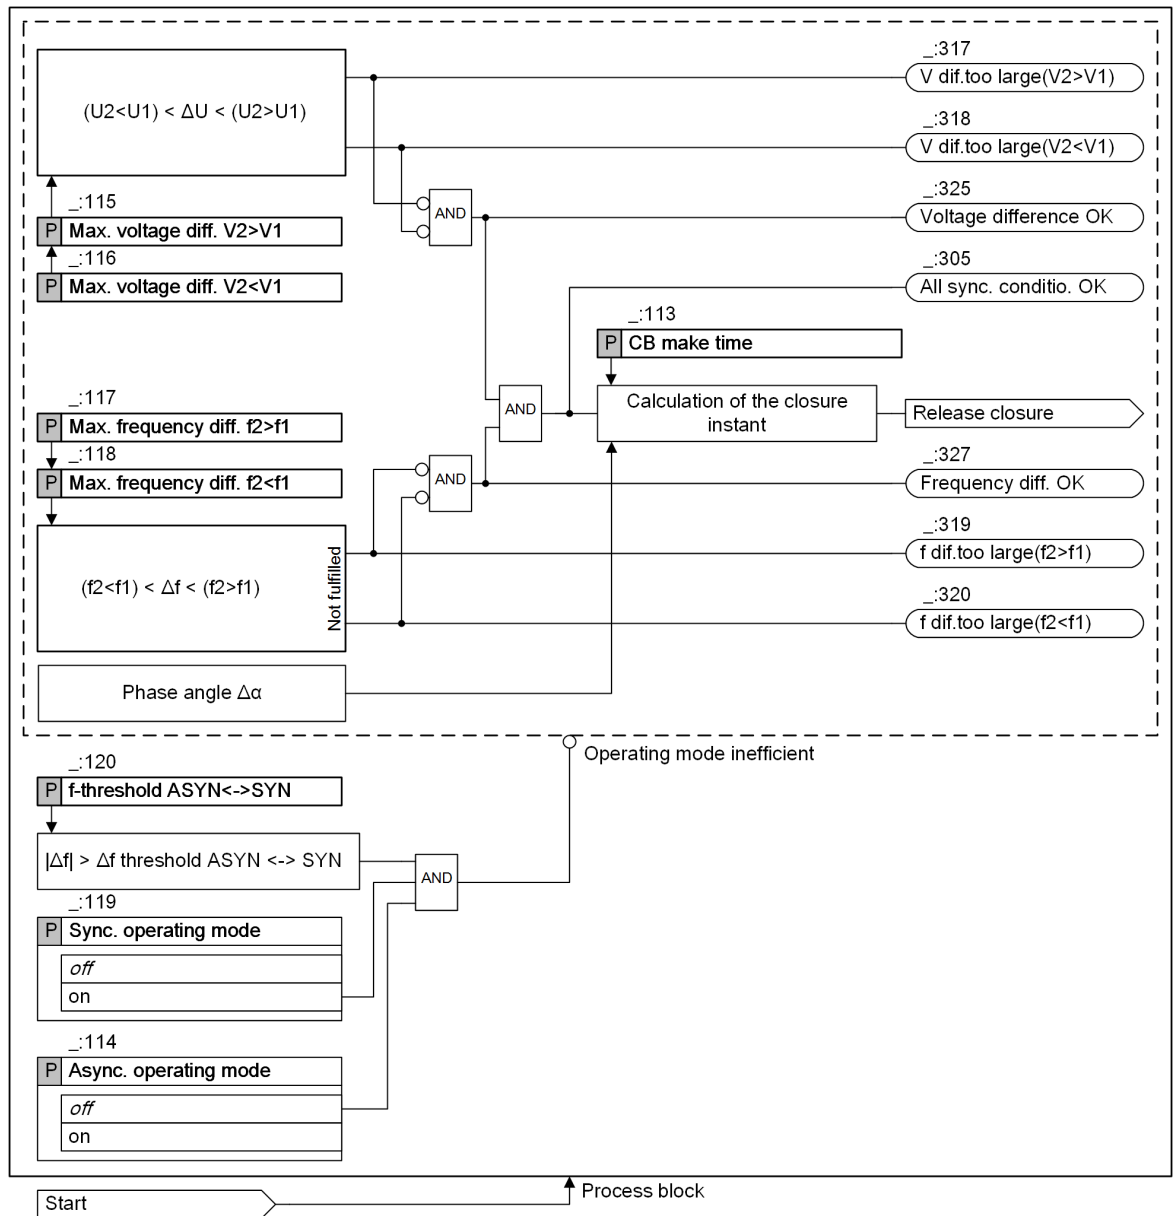 _:317
V dif.too large(V2>V1)
(U2<U1) < ΔU < (U2>U1)
_:318
V dif.too large(V2<V1)
_:115
P Max. voltage diff. V2>V1
_:116
P Max. voltage diff. V2<V1
AND
_:325
Voltage difference OK
_:305
All sync. conditio. OK
_:113
P CB make time
_:117
P Max. frequency diff. f2>f1
_:118
P Max. frequency diff. f2<f1
AND
Calculation of the closure
instant
Release closure
AND
_:327
Frequency diff. OK
_:319
f dif.too large(f2>f1)
(f2<f1) < Δf < (f2>f1)
Not fulfilled
_:320
f dif.too large(f2<f1)
Phase angle Δα
Operating mode inefficient
_:120
P f-threshold ASYN<->SYN
|Δf| > Δf threshold ASYN <-> SYN
AND
_:119
P Sync. operating mode
off
on
_:114
P Async. operating mode
off
on
Process block
Start